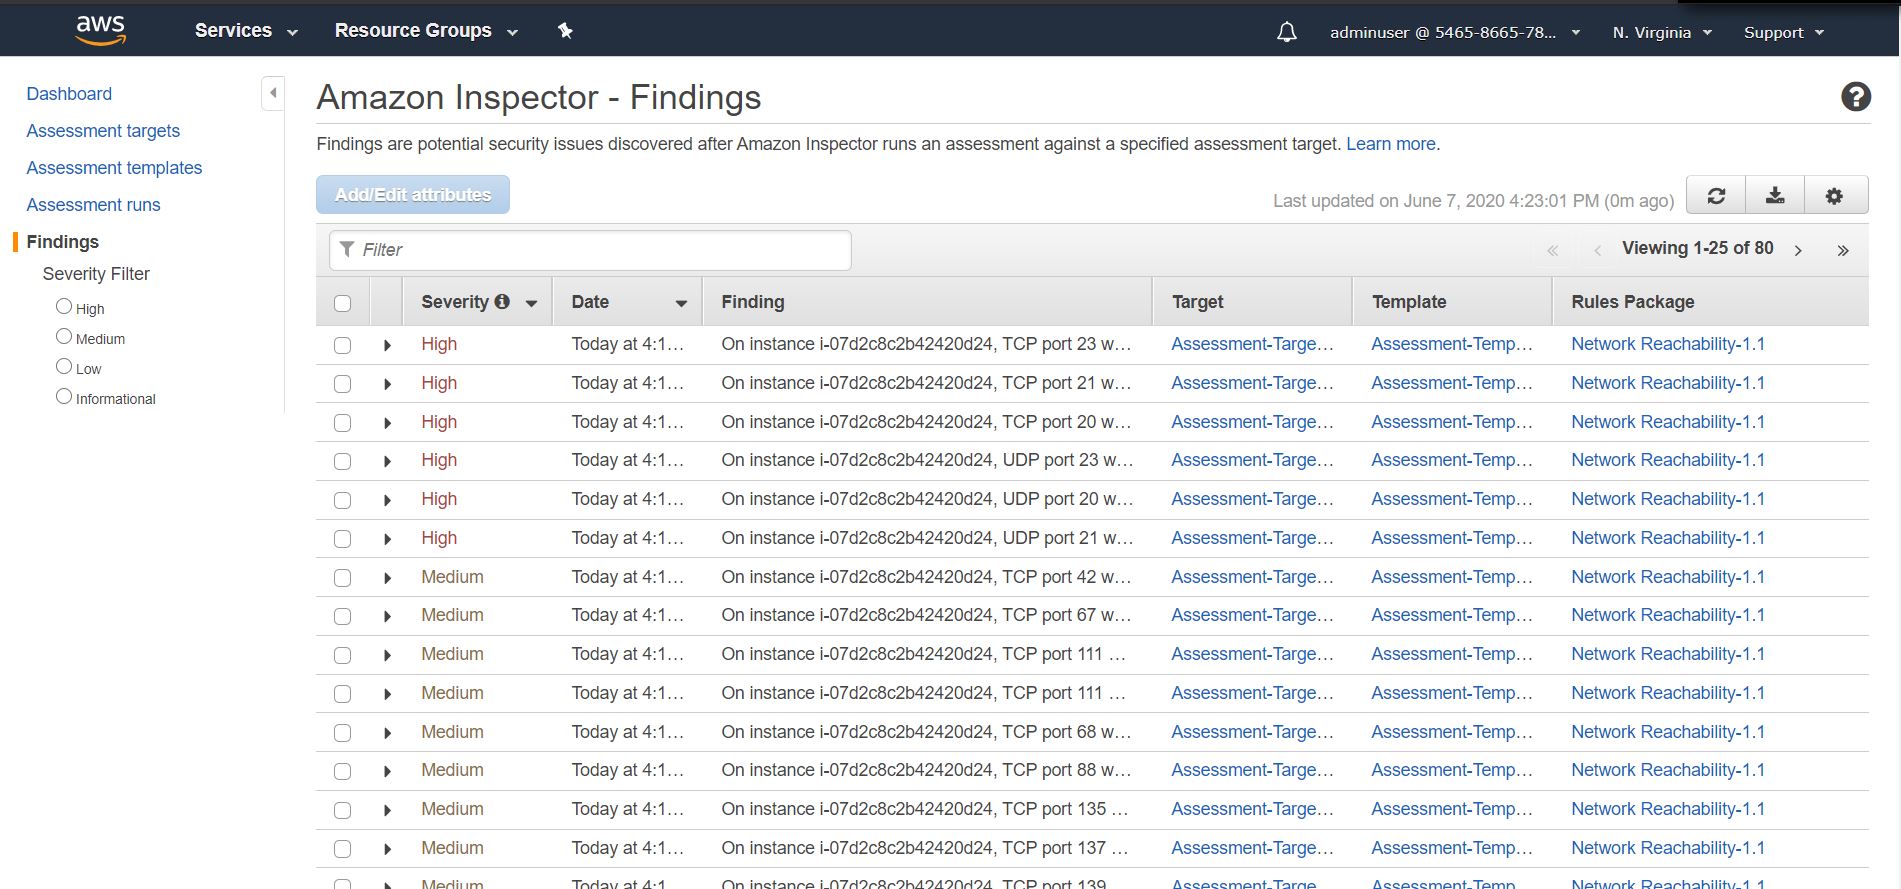 aws Services Resource Groups adminuser @ 5465-8665-78... N. Virginia Support
Dashboard
Assessment targets
Assessment templates
Assessment runs
Findings
Severity Filter
High
Medium
Low
Informational
Amazon Inspector - Findings
Findings are potential security issues discovered after Amazon Inspector runs an assessment against a specified assessment target. Learn more.
Add/Edit attributes Last updated on June 7, 2020 4:23:01 PM (0m ago)
Filter « ‹ Viewing 1-25 of 80 › »
Severity Date Finding Target Template Rules Package
High Today at 4:1... On instance i-07d2c8c2b42420d24, TCP port 23 w... Assessment-Targe... Assessment-Temp... Network Reachability-1.1
High Today at 4:1... On instance i-07d2c8c2b42420d24, TCP port 21 w... Assessment-Targe... Assessment-Temp... Network Reachability-1.1
High Today at 4:1... On instance i-07d2c8c2b42420d24, TCP port 20 w... Assessment-Targe... Assessment-Temp... Network Reachability-1.1
High Today at 4:1... On instance i-07d2c8c2b42420d24, UDP port 23 w... Assessment-Targe... Assessment-Temp... Network Reachability-1.1
High Today at 4:1... On instance i-07d2c8c2b42420d24, UDP port 20 w... Assessment-Targe... Assessment-Temp... Network Reachability-1.1
High Today at 4:1... On instance i-07d2c8c2b42420d24, UDP port 21 w... Assessment-Targe... Assessment-Temp... Network Reachability-1.1
Medium Today at 4:1... On instance i-07d2c8c2b42420d24, TCP port 42 w... Assessment-Targe... Assessment-Temp... Network Reachability-1.1
Medium Today at 4:1... On instance i-07d2c8c2b42420d24, TCP port 67 w... Assessment-Targe... Assessment-Temp... Network Reachability-1.1
Medium Today at 4:1... On instance i-07d2c8c2b42420d24, TCP port 111 ... Assessment-Targe... Assessment-Temp... Network Reachability-1.1
Medium Today at 4:1... On instance i-07d2c8c2b42420d24, TCP port 111 ... Assessment-Targe... Assessment-Temp... Network Reachability-1.1
Medium Today at 4:1... On instance i-07d2c8c2b42420d24, TCP port 68 w... Assessment-Targe... Assessment-Temp... Network Reachability-1.1
Medium Today at 4:1... On instance i-07d2c8c2b42420d24, TCP port 88 w... Assessment-Targe... Assessment-Temp... Network Reachability-1.1
Medium Today at 4:1... On instance i-07d2c8c2b42420d24, TCP port 135 ... Assessment-Targe... Assessment-Temp... Network Reachability-1.1
Medium Today at 4:1... On instance i-07d2c8c2b42420d24, TCP port 137 ... Assessment-Targe... Assessment-Temp... Network Reachability-1.1
Medium Today at 4:1 On instance i-07d2c8c2b42420d24, TCP port 139 Assessment-Targe Assessment-Temp Network Reachability-1.1